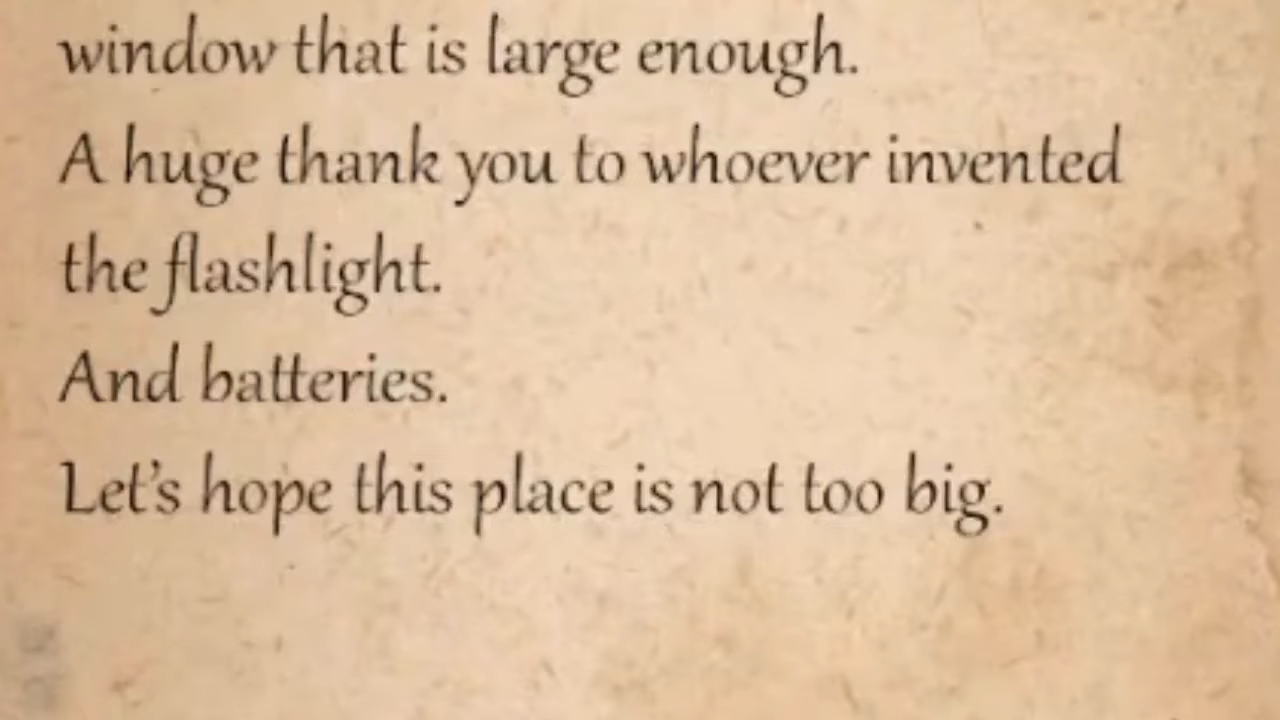 window that is large enough.
A huge thank you to whoever invented
the flashlight.
And batteries.
Let's hope this place is not too big.